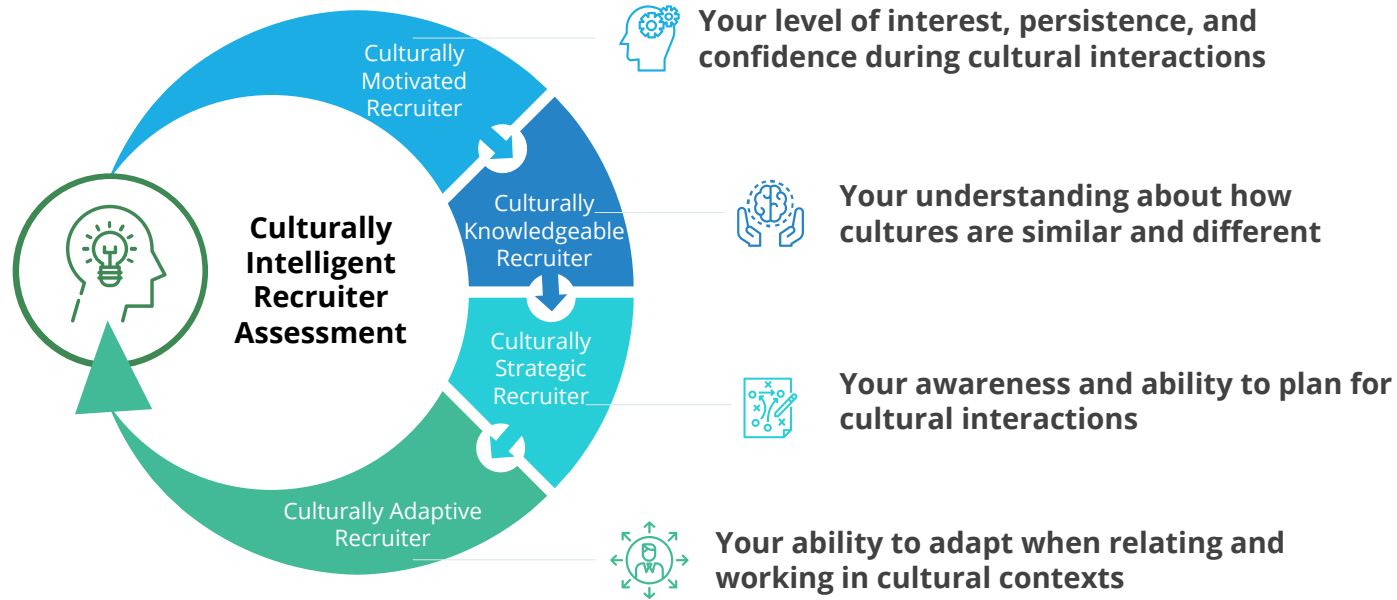 Culturally
Motivated
Recruiter
Your level of interest, persistence, and
confidence during cultural interactions
Culturally
Knowledgeable
Recruiter
Your understanding about how
cultures are similar and different
Culturally
Intelligent
Recruiter
Assessment
Culturally
Strategic
Recruiter
Your awareness and ability to plan for
cultural interactions
Culturally Adaptive
Recruiter
Your ability to adapt when relating and
working in cultural contexts